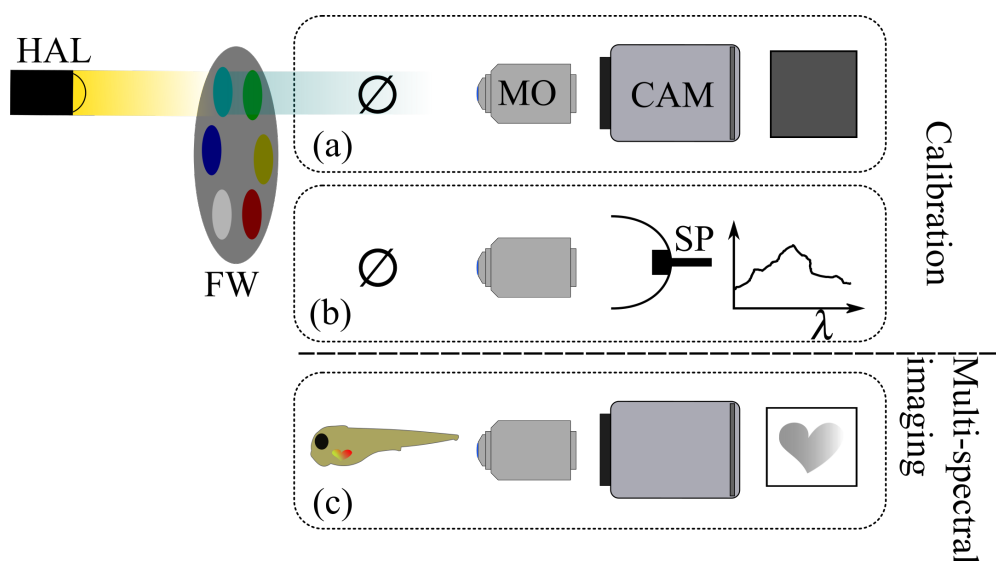 HAL
FW
Ø
MO
CAM
(a)
Ø
SP
λ
(b)
Calibration
(c)
Multi-spectral
imaging